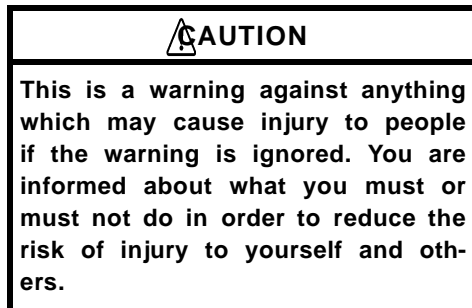 CAUTION
This is a warning against anything
which may cause injury to people
if the warning is ignored. You are
informed about what you must or
must not do in order to reduce the
risk of injury to yourself and oth-
ers.